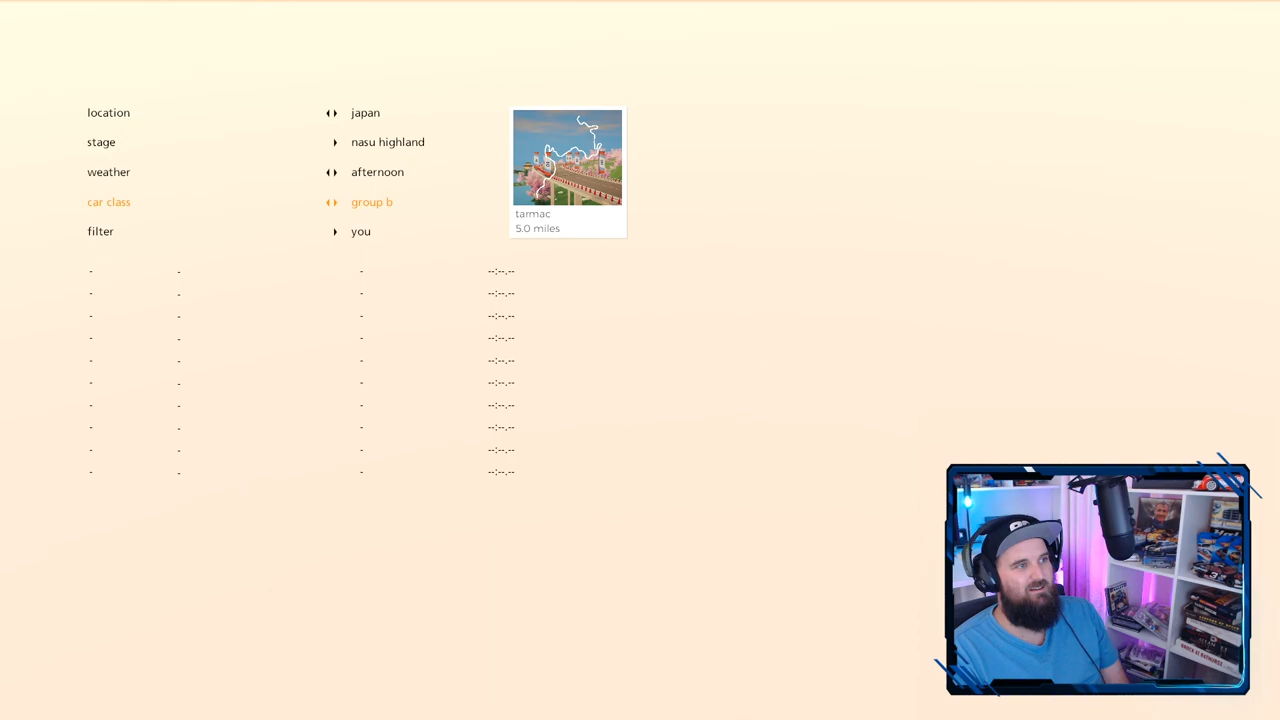 location japan
stage nasu highland
weather afternoon
car class group b
filter you
tarmac
5.0 miles
- - - --:--.--
- - - --:--.--
- - - --:--.--
- - - --:--.--
- - - --:--.--
- - - --:--.--
- - - --:--.--
- - - --:--.--
- - - --:--.--
- - - --:--.--